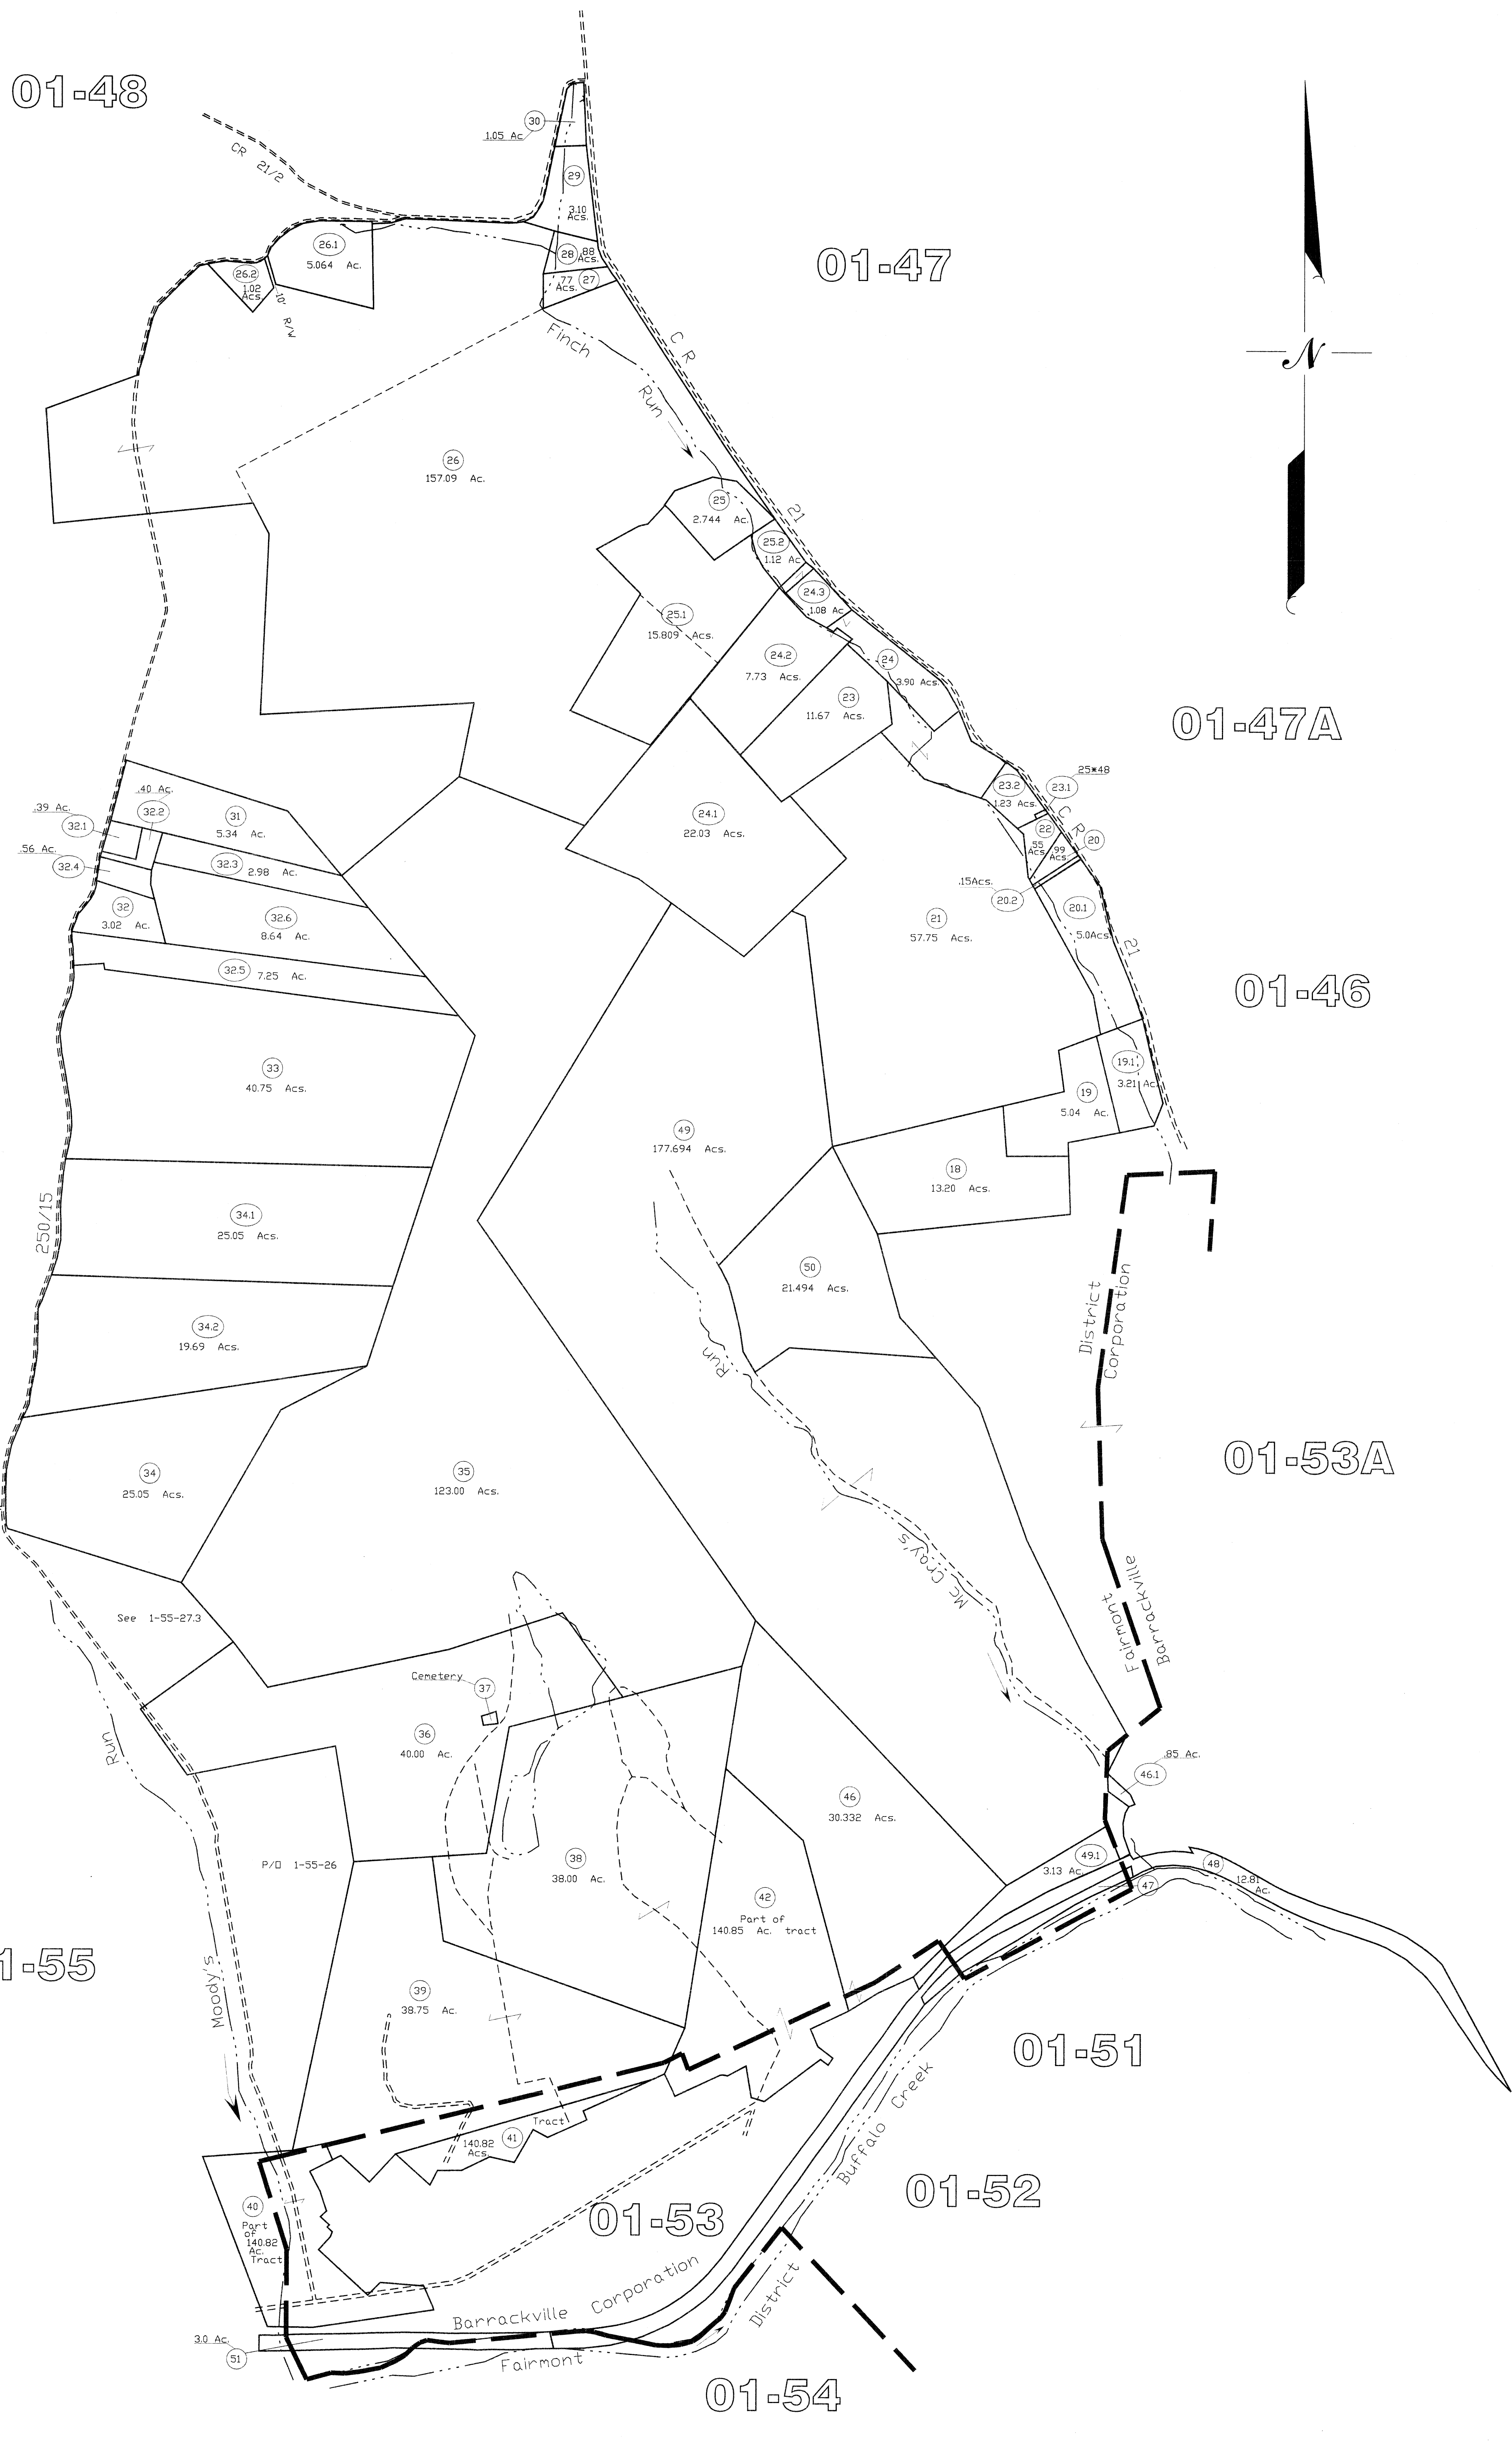 01-48
CR 21/2
30
1.05 Ac
29
3.10
Acs.
28
.88
Acs.
.77
Acs.
27
26.1
5.064 Ac.
26.2
1.02
Acs.
10' R/W
01-47
N
Finch
Run
CR
21
26
157.09 Ac.
25
2.744 Ac.
25.2
1.12 Ac
24.3
1.08 Ac
25.1
15.809 Acs.
24.2
7.73 Acs.
24
3.90 Acs.
23
11.67 Acs.
01-47A
25*48
23.1
23.2
1.23 Acs.
CR
22
.55
Acs
.99
Acs.
20
.15Acs.
20.2
20.1
5.0Acs.
21
.40 Ac.
.39 Ac.
32.1
32.2
31
5.34 Ac.
.56 Ac.
32.4
32.3
2.98 Ac.
32
3.02 Ac.
32.6
8.64 Ac.
32.5
7.25 Ac.
24.1
22.03 Acs.
21
57.75 Acs.
01-46
33
40.75 Acs.
19.1
3.21 Ac
19
5.04 Ac.
49
177.694 Acs.
18
13.20 Acs.
250/15
34.1
25.05 Acs.
50
21.494 Acs.
District
Corporation
34.2
19.69 Acs.
Run
01-53A
34
25.05 Acs.
35
123.00 Acs.
Mc Cray's
Fairmont
Barrackville
See 1-55-27.3
Cemetery
37
Run
36
40.00 Ac.
.85 Ac.
46.1
46
30.332 Acs.
P/O 1-55-26
38
38.00 Ac.
49.1
3.13 Ac.
48
12.81
Ac.
47
42
Part of
140.85 Ac. tract
1-55
Moody's
39
38.75 Ac.
01-51
Buffalo Creek
41
Tract
140.82
Acs.
01-52
40
Part
of
140.82
Ac.
Tract
01-53
Barrackville Corporation
District
3.0 Ac.
51
Fairmont
01-54